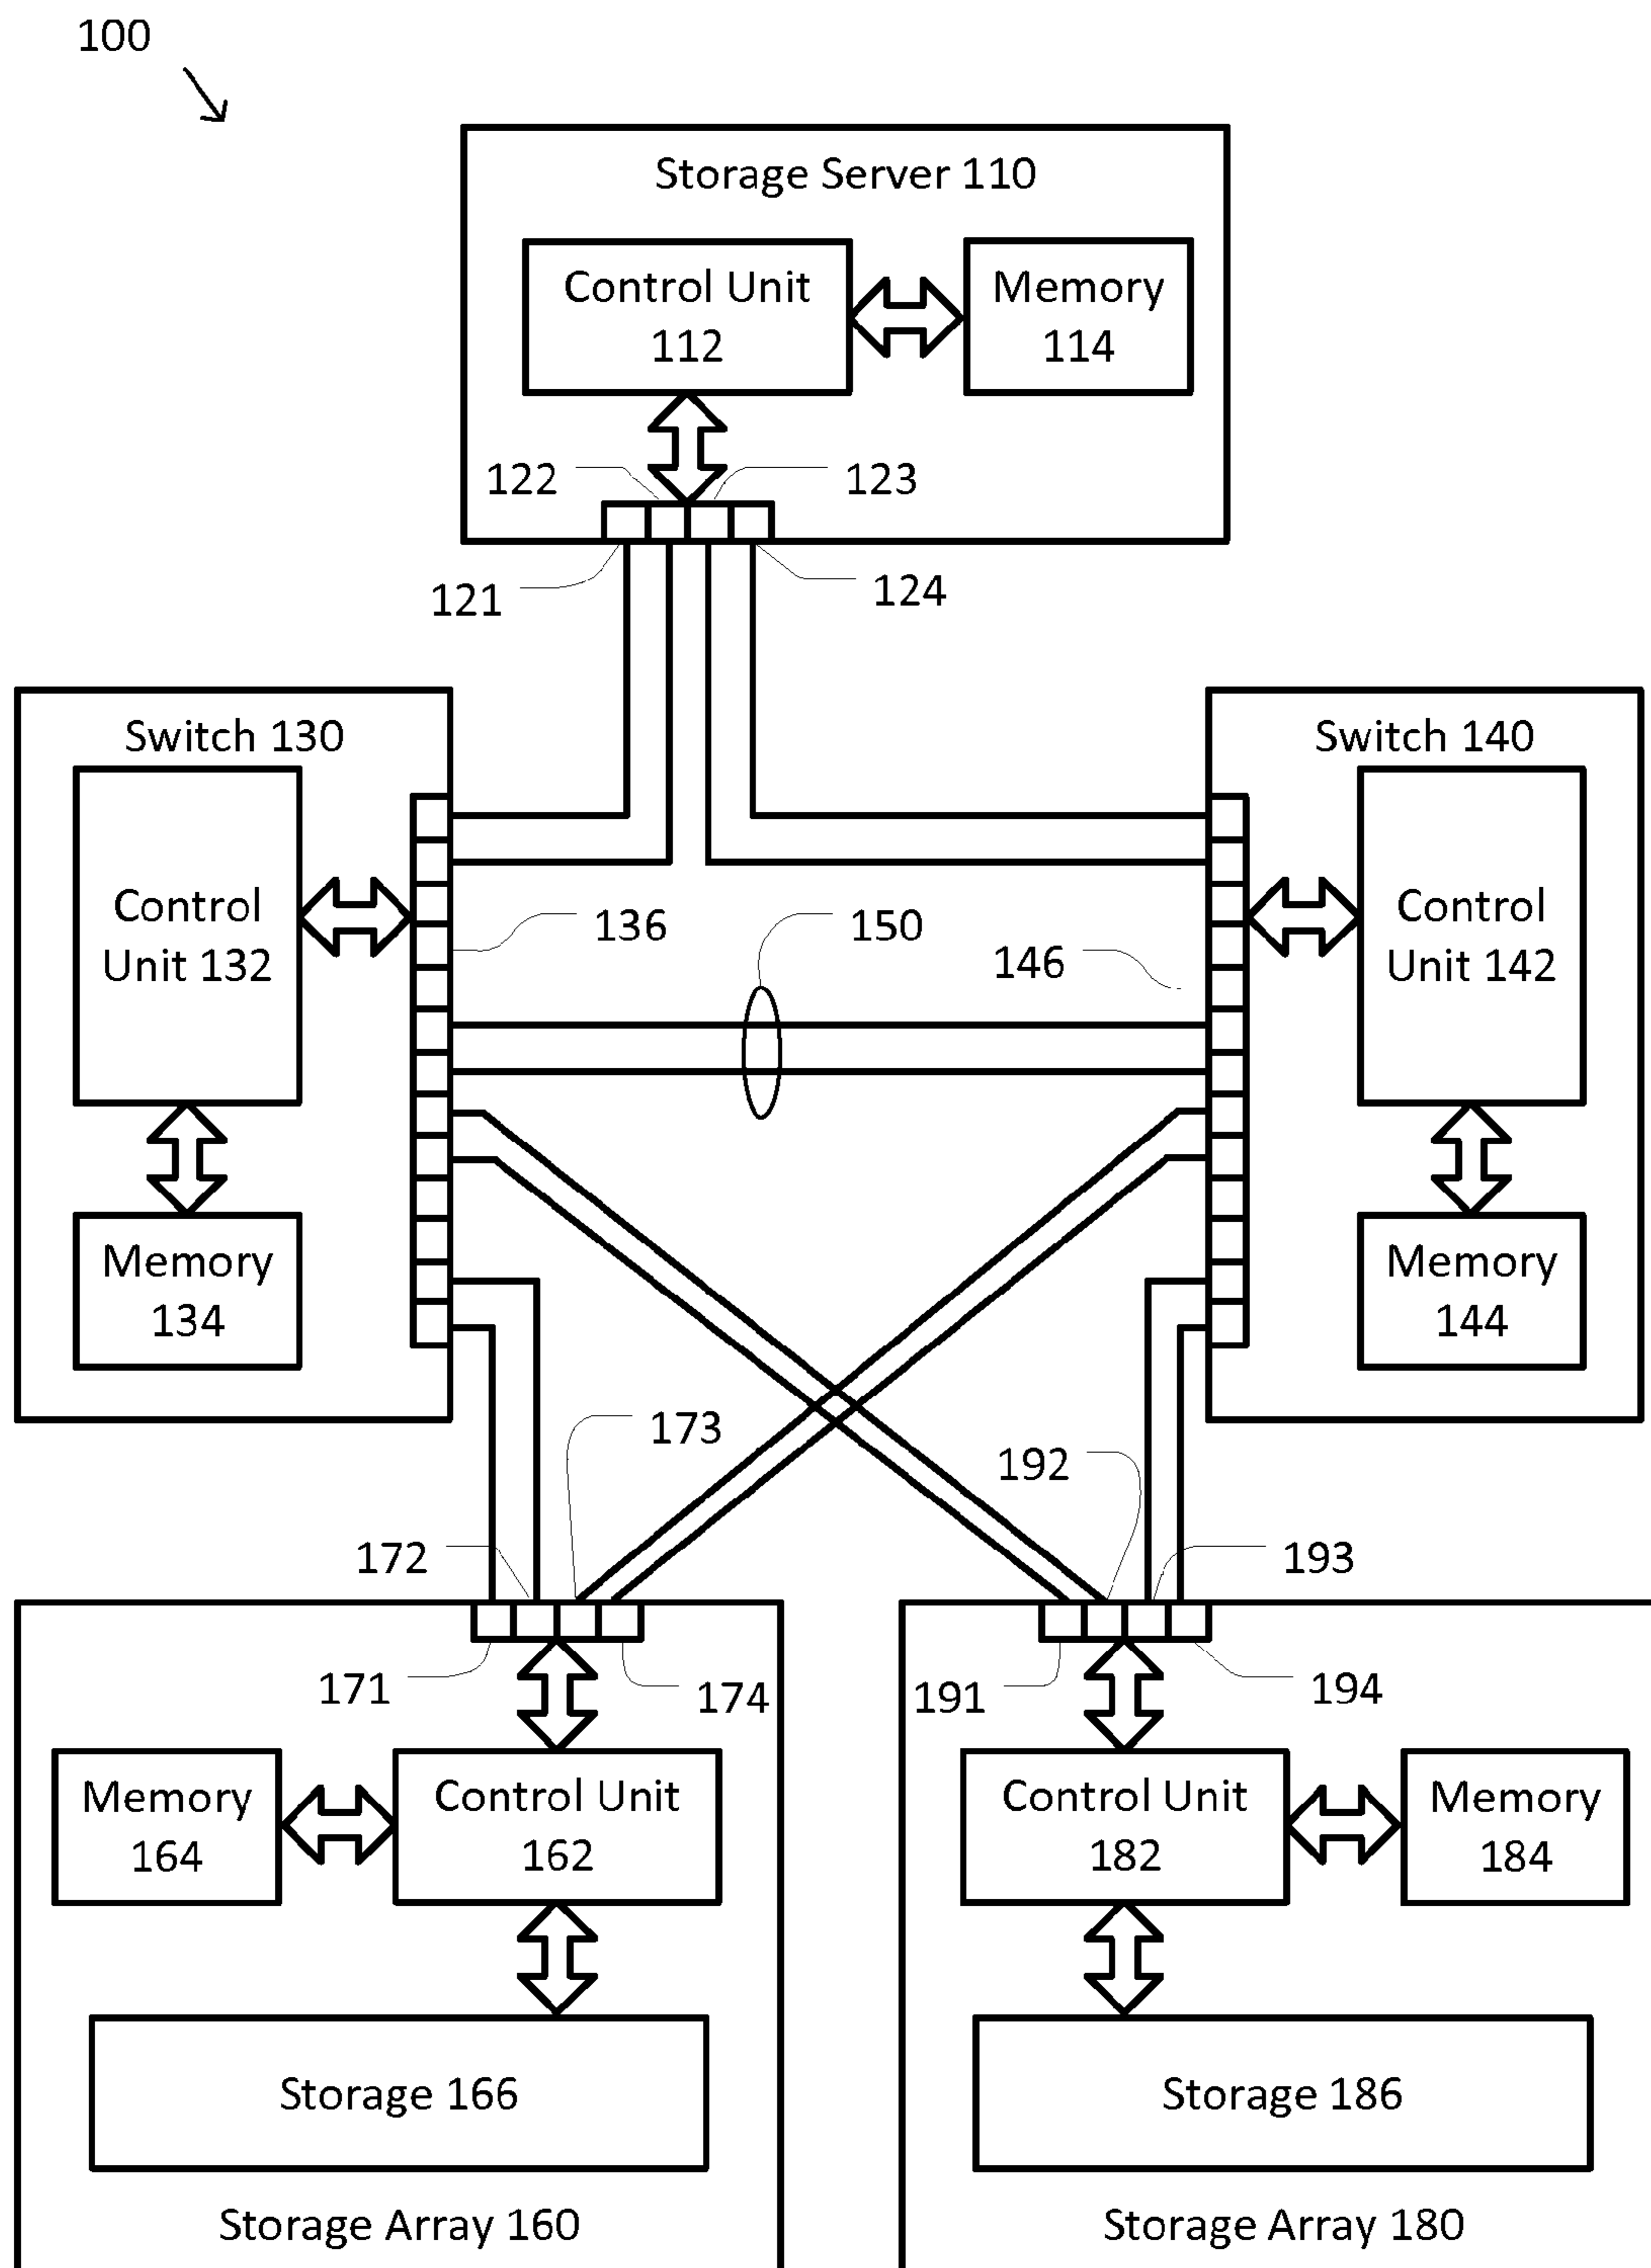 100
Storage Server 110
Control Unit
112
Memory
114
122
123
121
124
Switch 130
Switch 140
Control
Unit 132
136
150
146
Control
Unit 142
Memory
134
Memory
144
173
192
172
193
171
174
191
194
Memory
164
Control Unit
162
Control Unit
182
Memory
184
Storage 166
Storage 186
Storage Array 160
Storage Array 180